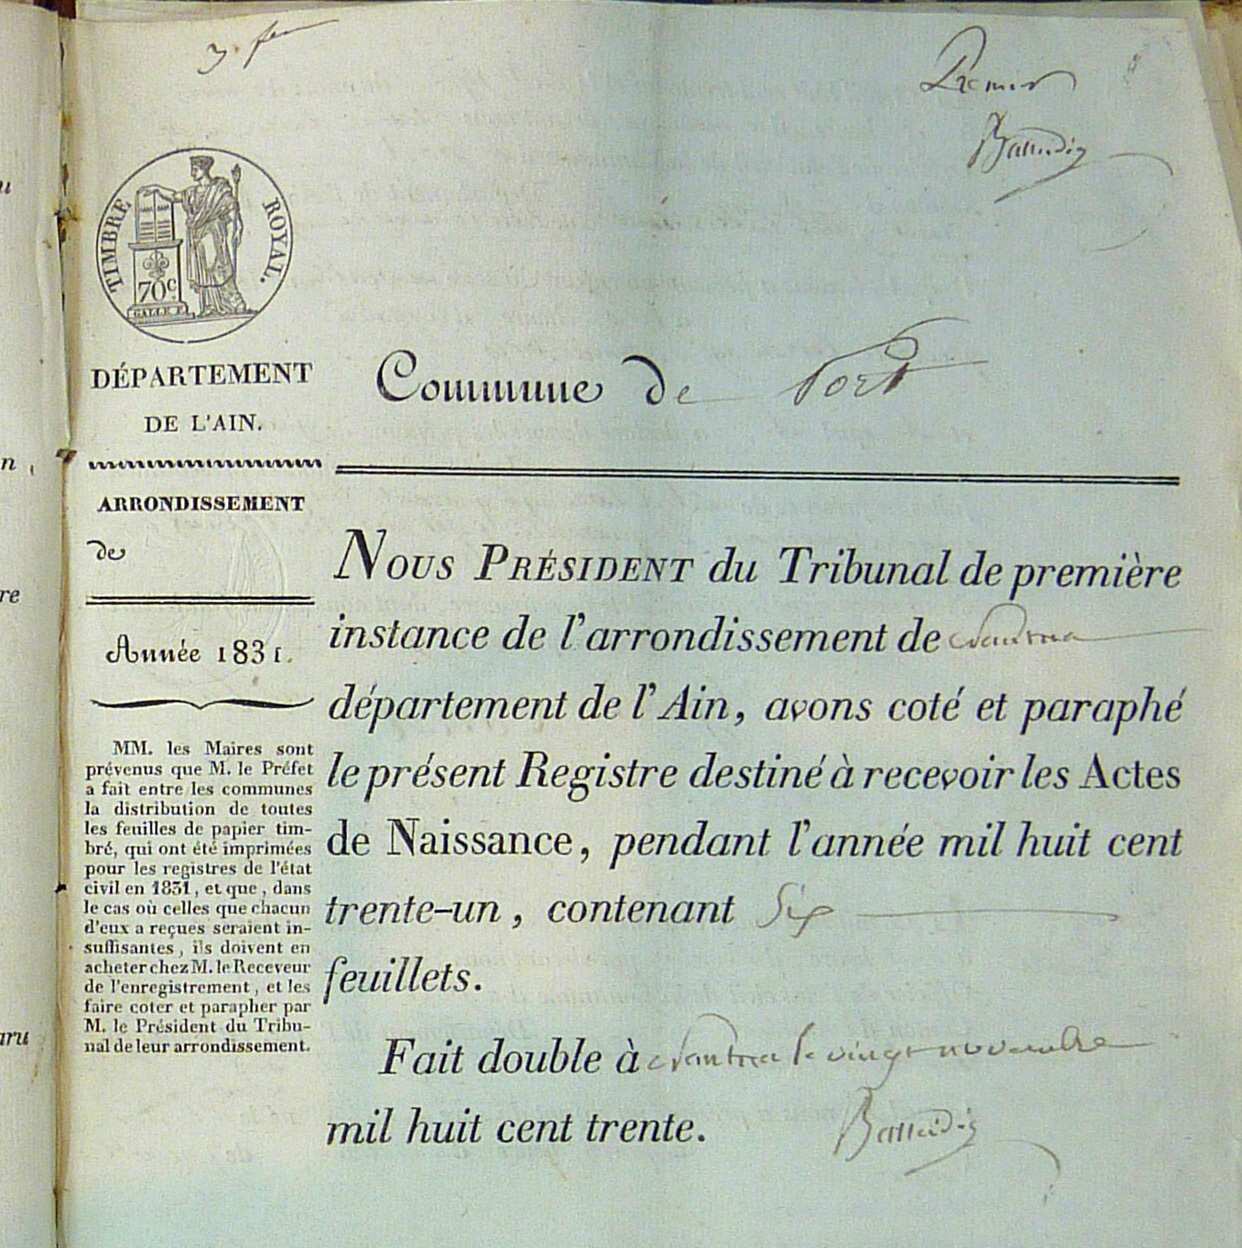 Premier
TIMBRE ROYAL.
70c
DÉPARTEMENT
DE L'AIN.
Commune de Port
ARRONDISSEMENT
de
Année 1831.
MM. les Maires sont
prévenus que M. le Préfet
a fait entre les communes
la distribution de toutes
les feuilles de papier tim-
bré, qui ont été imprimées
pour les registres de l'état
civil en 1831, et que, dans
le cas où celles que chacun
d'eux a reçues seraient in-
suffisantes, ils doivent en
acheter chez M. le Receveur
de l'enregistrement, et les
faire coter et parapher par
M. le Président du Tribu-
nal de leur arrondissement.
NOUS PRÉSIDENT du Tribunal de première
instance de l'arrondissement de Nantua
département de l'Ain, avons coté et paraphé
le présent Registre destiné à recevoir les Actes
de Naissance, pendant l'année mil huit cent
trente-un, contenant Six
feuillets.
Fait double à Nantua le vingt novembre
mil huit cent trente.